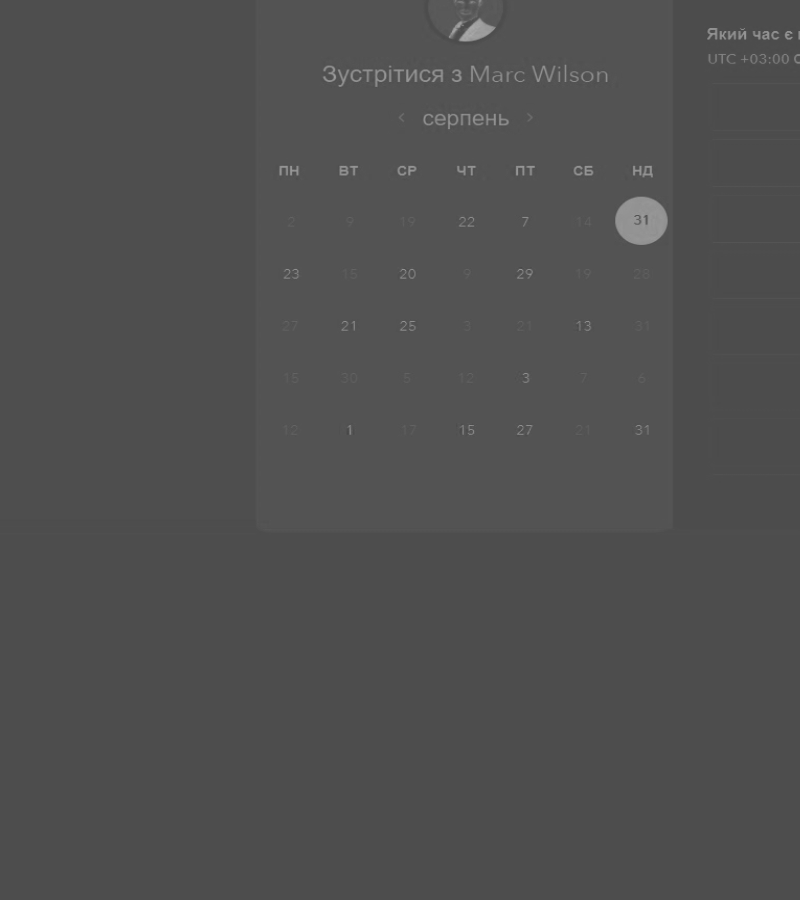 Зустрітися з Marc Wilson
Який час є
UTC +03:00
серпень
ПН ВТ СР ЧТ ПТ СБ НД
2 9 19 22 7 14 31
23 15 20 9 29 19 28
27 21 25 3 21 13 31
15 30 5 12 3 7 6
12 1 17 15 27 21 31